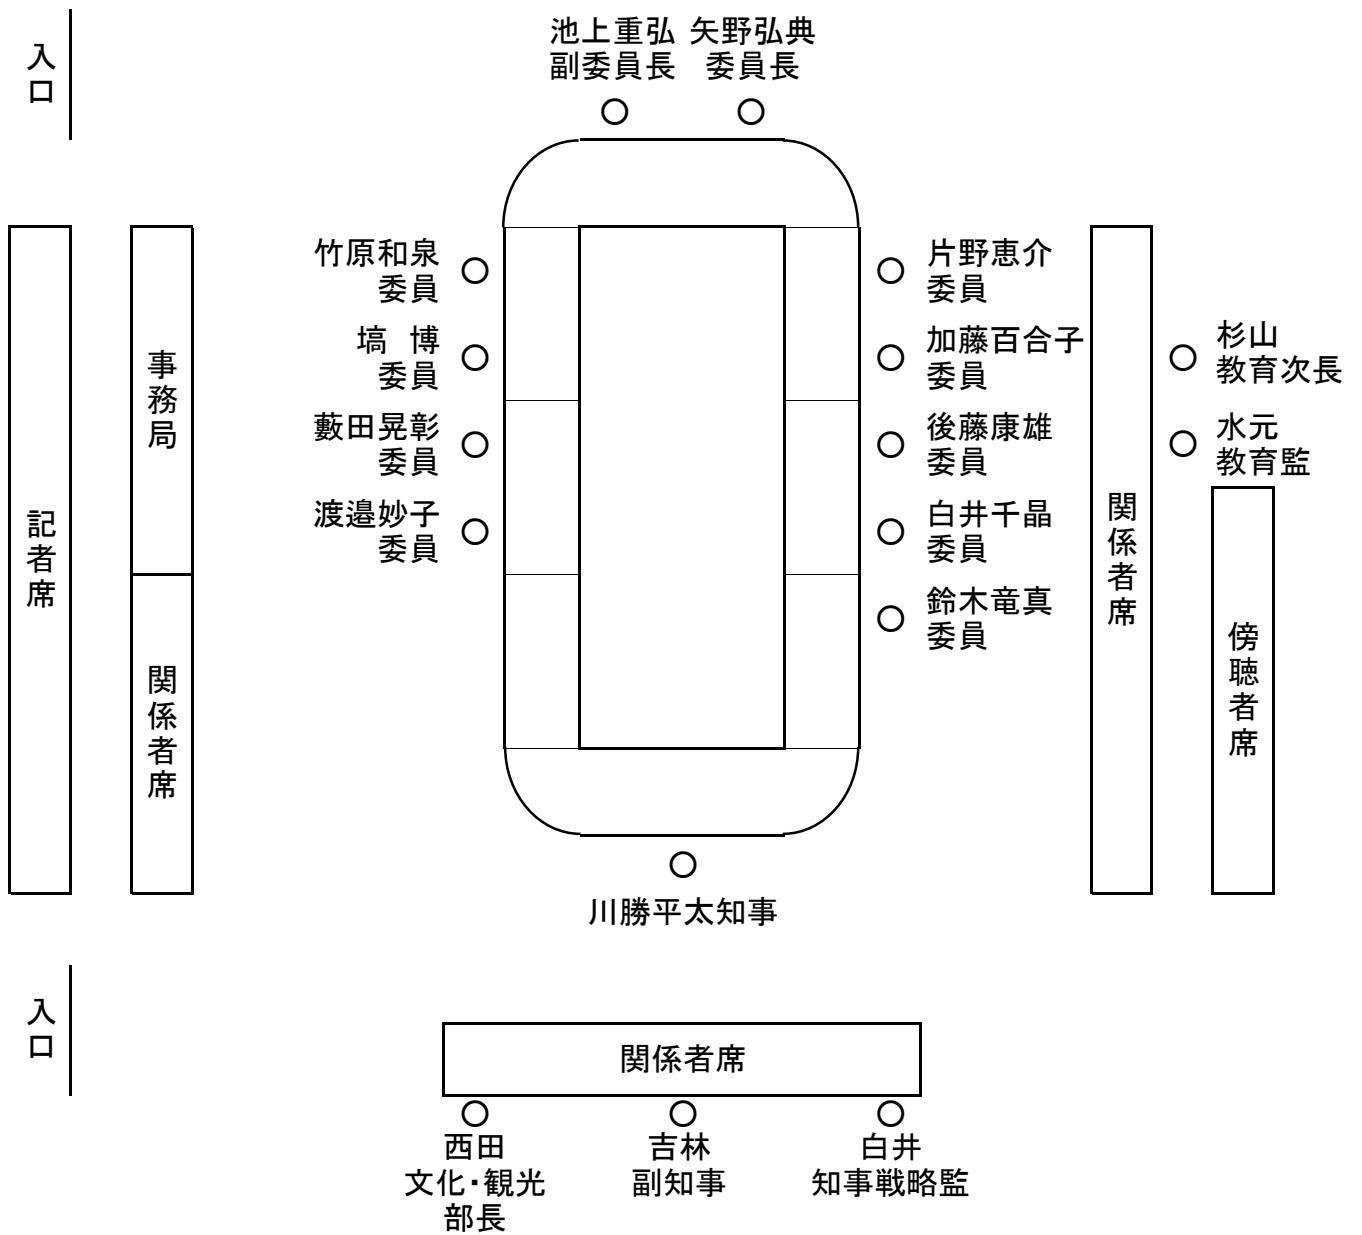 入口
池上重弘 矢野弘典
副委員長 委員長
竹原和泉
委員
塙 博
委員
藪田晃彰
委員
渡邉妙子
委員
片野恵介
委員
加藤百合子
委員
後藤康雄
委員
白井千晶
委員
鈴木竜真
委員
杉山
教育次長
水元
教育監
記者席
事務局
関係者席
関係者席
傍聴者席
川勝平太知事
入口
関係者席
西田
文化・観光
部長
吉林
副知事
白井
知事戦略監